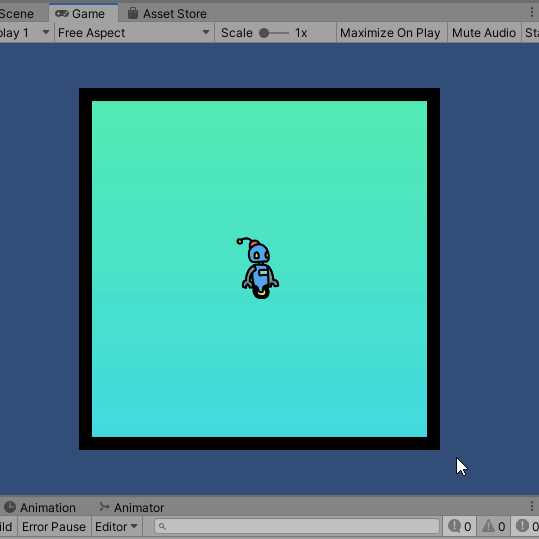 Scene Game Asset Store
play 1 Free Aspect Scale 1x Maximize On Play Mute Audio Sta
Animation Animator
ild Error Pause Editor 0 0 0